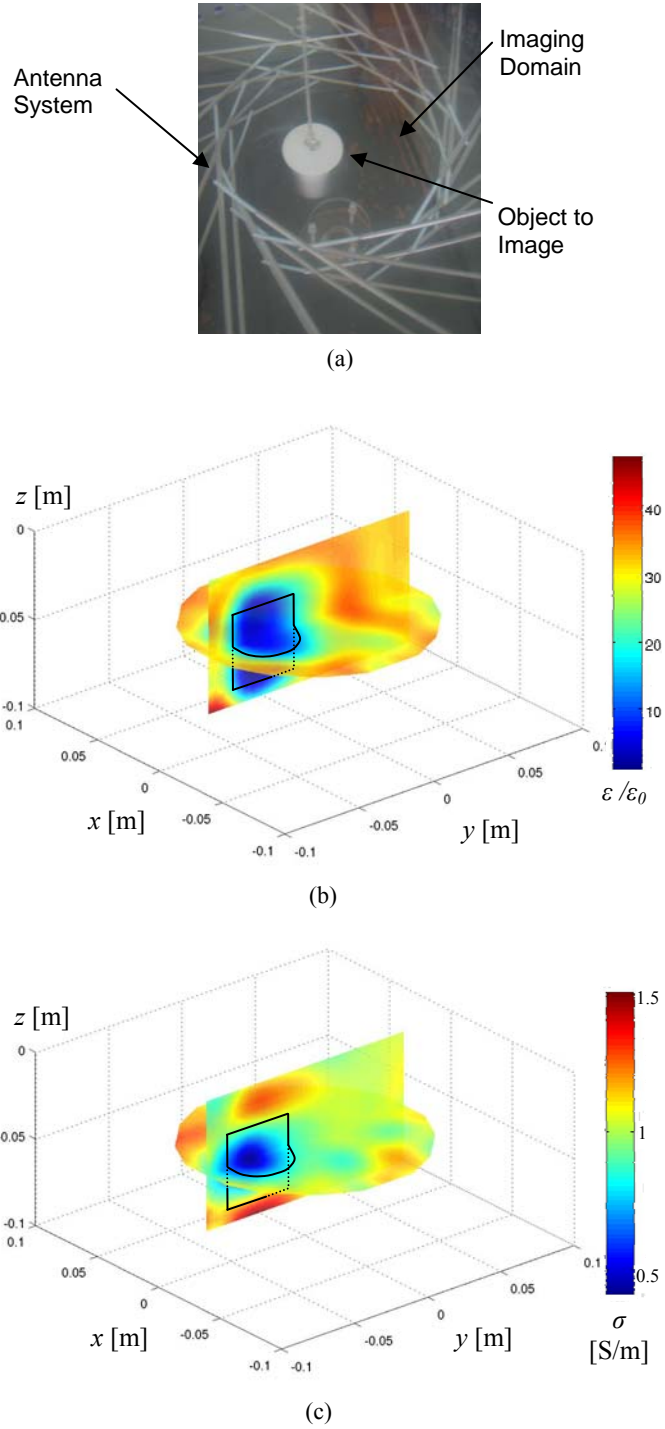 Antenna
System
Imaging
Domain
Object to
Image
(a)
z [m]
0
-0.05
-0.1
0.1
0.05
0
-0.05
-0.1
x [m]
-0.1
-0.05
0
0.05
0.1
y [m]
40
30
20
10
ε /ε0
(b)
z [m]
0
-0.05
-0.1
0.1
0.05
0
-0.05
-0.1
x [m]
-0.1
-0.05
0
0.05
0.1
y [m]
1.5
1
0.5
σ
[S/m]
(c)